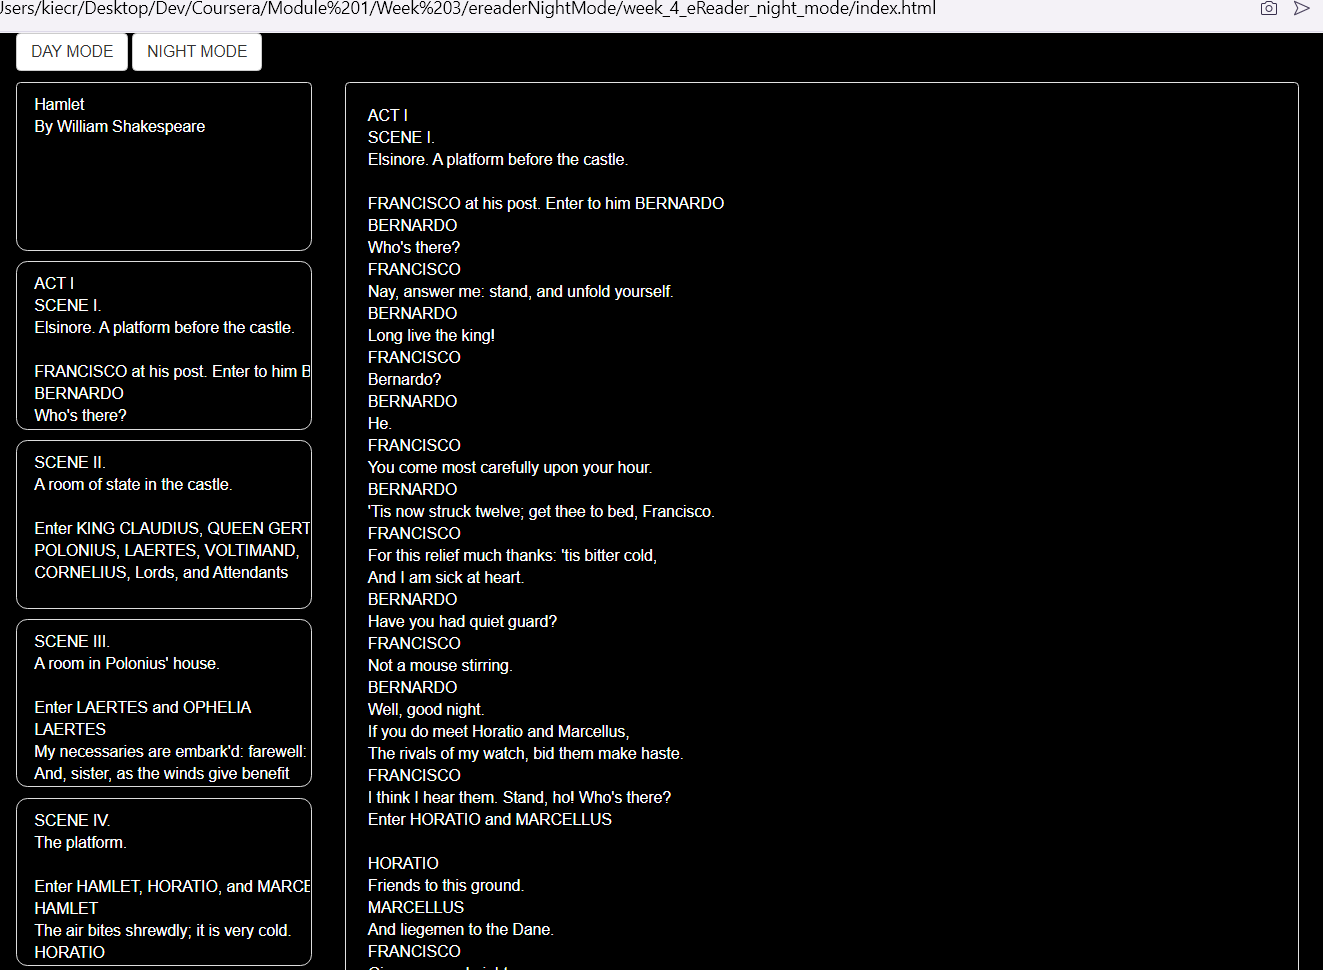 Users/kiecr/Desktop/Dev/Coursera/Module%201/Week%203/ereaderNightMode/week_4_eReader_night_mode/index.html
DAY MODE
NIGHT MODE
Hamlet
By William Shakespeare
ACT I
SCENE I.
Elsinore. A platform before the castle.
FRANCISCO at his post. Enter to him B
BERNARDO
Who's there?
SCENE II.
A room of state in the castle.
Enter KING CLAUDIUS, QUEEN GERT
POLONIUS, LAERTES, VOLTIMAND,
CORNELIUS, Lords, and Attendants
SCENE III.
A room in Polonius' house.
Enter LAERTES and OPHELIA
LAERTES
My necessaries are embark'd: farewell:
And, sister, as the winds give benefit
SCENE IV.
The platform.
Enter HAMLET, HORATIO, and MARCE
HAMLET
The air bites shrewdly; it is very cold.
HORATIO
ACT I
SCENE I.
Elsinore. A platform before the castle.
FRANCISCO at his post. Enter to him BERNARDO
BERNARDO
Who's there?
FRANCISCO
Nay, answer me: stand, and unfold yourself.
BERNARDO
Long live the king!
FRANCISCO
Bernardo?
BERNARDO
He.
FRANCISCO
You come most carefully upon your hour.
BERNARDO
'Tis now struck twelve; get thee to bed, Francisco.
FRANCISCO
For this relief much thanks: 'tis bitter cold,
And I am sick at heart.
BERNARDO
Have you had quiet guard?
FRANCISCO
Not a mouse stirring.
BERNARDO
Well, good night.
If you do meet Horatio and Marcellus,
The rivals of my watch, bid them make haste.
FRANCISCO
I think I hear them. Stand, ho! Who's there?
Enter HORATIO and MARCELLUS
HORATIO
Friends to this ground.
MARCELLUS
And liegemen to the Dane.
FRANCISCO